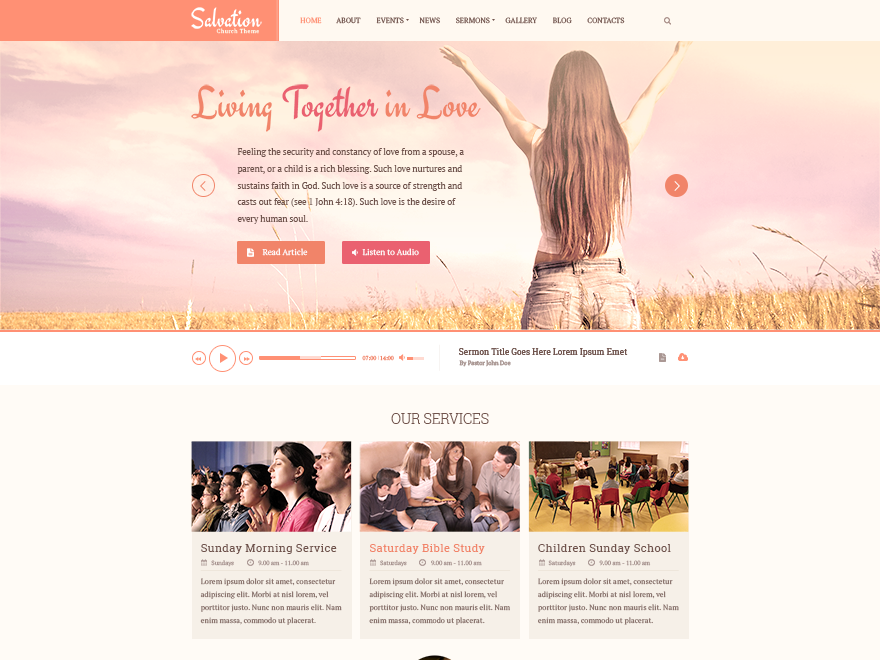 Salvation
Church Theme
HOME ABOUT EVENTS NEWS SERMONS GALLERY BLOG CONTACTS
Living Together in Love
Feeling the security and constancy of love from a spouse, a
parent, or a child is a rich blessing. Such love nurtures and
sustains faith in God. Such love is a source of strength and
casts out fear (see 1 John 4:18). Such love is the desire of
every human soul.
Read Article Listen to Audio
07:00 | 14:00
Sermon Title Goes Here Lorem Ipsum Emet
By Pastor John Doe
OUR SERVICES
Sunday Morning Service
Sundays 9.00 am - 11.00 am
Lorem ipsum dolor sit amet, consectetur
adipiscing elit. Morbi at nisl lorem, vel
porttitor justo. Nunc non mauris elit. Nam
enim massa, commodo ut placerat.
Saturday Bible Study
Saturdays 9.00 am - 11.00 am
Lorem ipsum dolor sit amet, consectetur
adipiscing elit. Morbi at nisl lorem, vel
porttitor justo. Nunc non mauris elit. Nam
enim massa, commodo ut placerat.
Children Sunday School
Saturdays 9.00 am - 11.00 am
Lorem ipsum dolor sit amet, consectetur
adipiscing elit. Morbi at nisl lorem, vel
porttitor justo. Nunc non mauris elit. Nam
enim massa, commodo ut placerat.